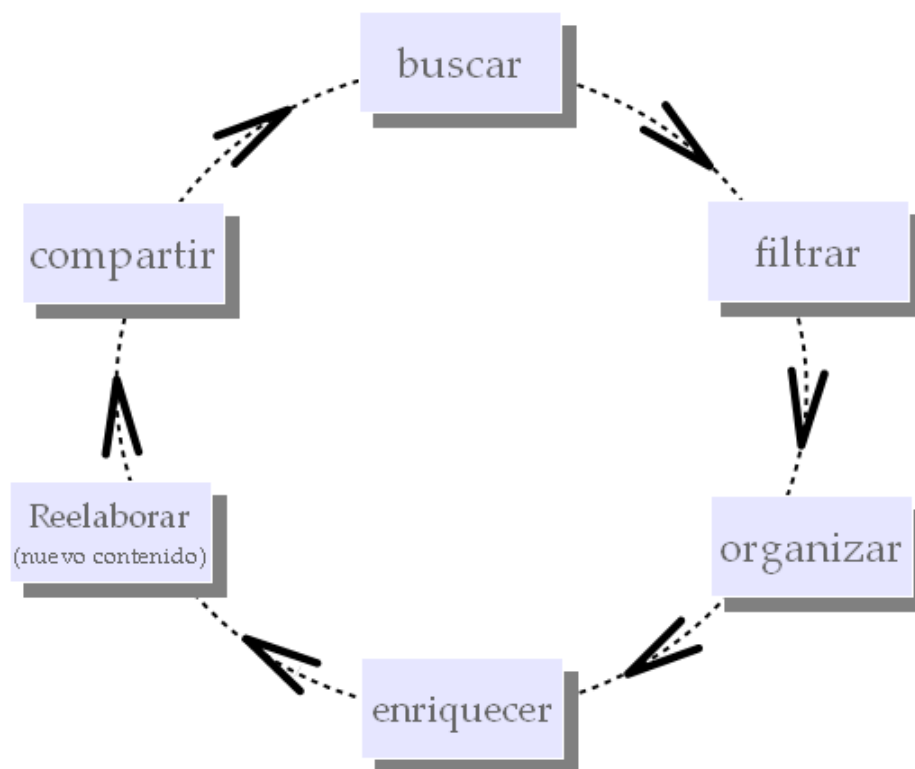 buscar
filtrar
organizar
enriquecer
Reelaborar
(nuevo contenido)
compartir